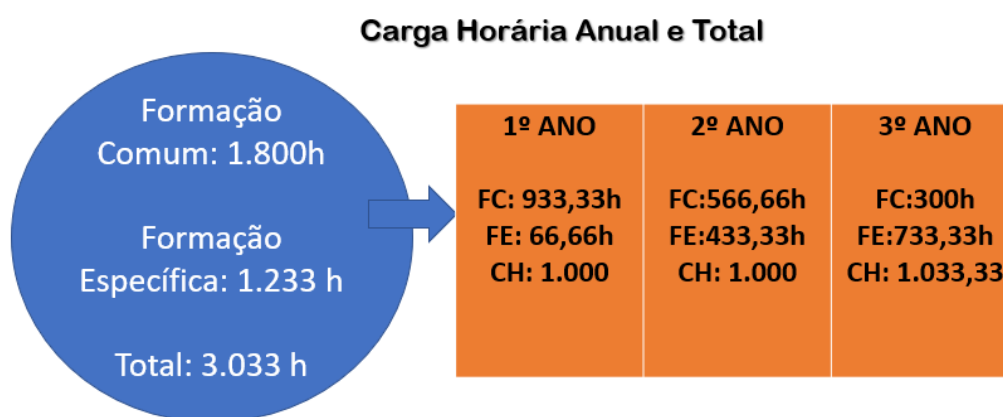 Carga Horária Anual e Total
Formação
Comum: 1.800h
Formação
Específica: 1.233 h
Total: 3.033 h
1º ANO
FC: 933,33h
FE: 66,66h
CH: 1.000
2º ANO
FC:566,66h
FE:433,33h
CH: 1.000
3º ANO
FC:300h
FE:733,33h
CH: 1.033,33